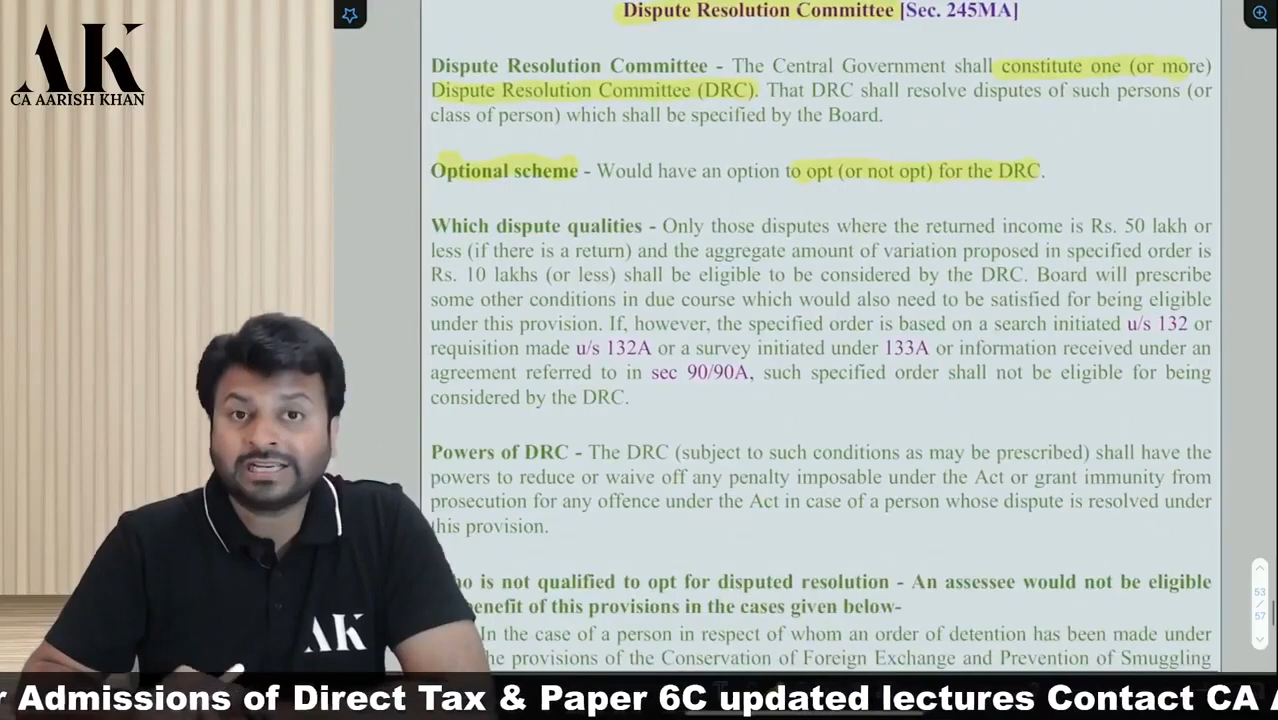 AK
CA AARISH KHAN
Dispute Resolution Committee [Sec. 245MA]
Dispute Resolution Committee - The Central Government shall constitute one (or more)
Dispute Resolution Committee (DRC). That DRC shall resolve disputes of such persons (or
class of person) which shall be specified by the Board.
Optional scheme - Would have an option to opt (or not opt) for the DRC.
Which dispute qualities - Only those disputes where the returned income is Rs. 50 lakh or
less (if there is a return) and the aggregate amount of variation proposed in specified order is
Rs. 10 lakhs (or less) shall be eligible to be considered by the DRC. Board will prescribe
some other conditions in due course which would also need to be satisfied for being eligible
under this provision. If, however, the specified order is based on a search initiated u/s 132 or
requisition made u/s 132A or a survey initiated under 133A or information received under an
agreement referred to in sec 90/90A, such specified order shall not be eligible for being
considered by the DRC.
Powers of DRC - The DRC (subject to such conditions as may be prescribed) shall have the
powers to reduce or waive off any penalty imposable under the Act or grant immunity from
prosecution for any offence under the Act in case of a person whose dispute is resolved under
this provision.
is not qualified to opt for disputed resolution - An assessee would not be eligible
of this provisions in the cases given below-
In the case of a person in respect of whom an order of detention has been made under
the provisions of the Conservation of Foreign Exchange and Prevention of Smuggling
53
/
57
AK
r Admissions of Direct Tax & Paper 6C updated lectures Contact CA